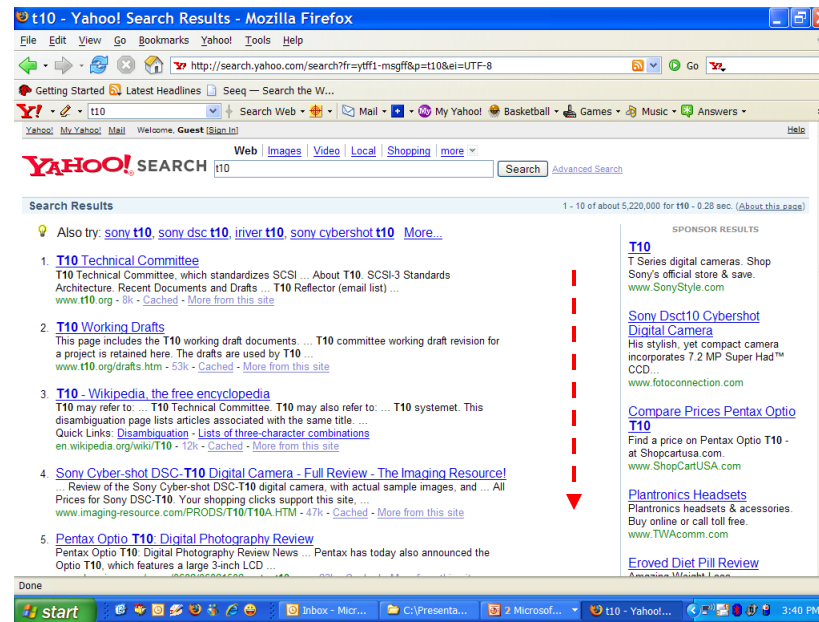 t10 - Yahoo! Search Results - Mozilla Firefox
File Edit View Go Bookmarks Yahoo! Tools Help
http://search.yahoo.com/search?fr=ytff1-msgff&p=t10&ei=UTF-8 Go
Getting Started Latest Headlines Seeq — Search the W...
Y! t10 Search Web Mail My Yahoo! Basketball Games Music Answers
Yahoo! My Yahoo! Mail Welcome, Guest [Sign In] Help
Web Images Video Local Shopping more
YAHOO! SEARCH t10 Search Advanced Search
Search Results 1 - 10 of about 5,220,000 for t10 - 0.28 sec. (About this page)
Also try: sony t10, sony dsc t10, iriver t10, sony cybershot t10 More...
1. T10 Technical Committee
T10 Technical Committee, which standardizes SCSI ... About T10. SCSI-3 Standards
Architecture. Recent Documents and Drafts ... T10 Reflector (email list) ...
www.t10.org - 8k - Cached - More from this site
2. T10 Working Drafts
This page includes the T10 working draft documents. ... T10 committee working draft revision for
a project is retained here. The drafts are used by T10 ...
www.t10.org/drafts.htm - 53k - Cached - More from this site
3. T10 - Wikipedia, the free encyclopedia
T10 may refer to: ... T10 Technical Committee. T10 may also refer to: ... T10 systemet. This
disambiguation page lists articles associated with the same title. ...
Quick Links: Disambiguation - Lists of three-character combinations
en.wikipedia.org/wiki/T10 - 12k - Cached - More from this site
4. Sony Cyber-shot DSC-T10 Digital Camera - Full Review - The Imaging Resource!
... Review of the Sony Cyber-shot DSC-T10 digital camera, with actual sample images, and ... All
Prices for Sony DSC-T10. Your shopping clicks support this site, ...
www.imaging-resource.com/PRODS/T10/T10A.HTM - 47k - Cached - More from this site
5. Pentax Optio T10: Digital Photography Review
Pentax Optio T10: Digital Photography Review News ... Pentax has today also announced the
Optio T10, which features a large 3-inch LCD ...
SPONSOR RESULTS
T10
T Series digital cameras. Shop
Sony's official store & save.
www.SonyStyle.com
Sony Dsct10 Cybershot
Digital Camera
His stylish, yet compact camera
incorporates 7.2 MP Super Had™
CCD...
www.fotoconnection.com
Compare Prices Pentax Optio
T10
Find a price on Pentax Optio T10 -
at Shopcartusa.com.
www.ShopCartUSA.com
Plantronics Headsets
Plantronics headsets & acessories.
Buy online or call toll free.
www.TWAcomm.com
Eroved Diet Pill Review
Done
start Inbox - Micr... C:\Presenta... 2 Microsof... t10 - Yahoo!... 3:40 PM